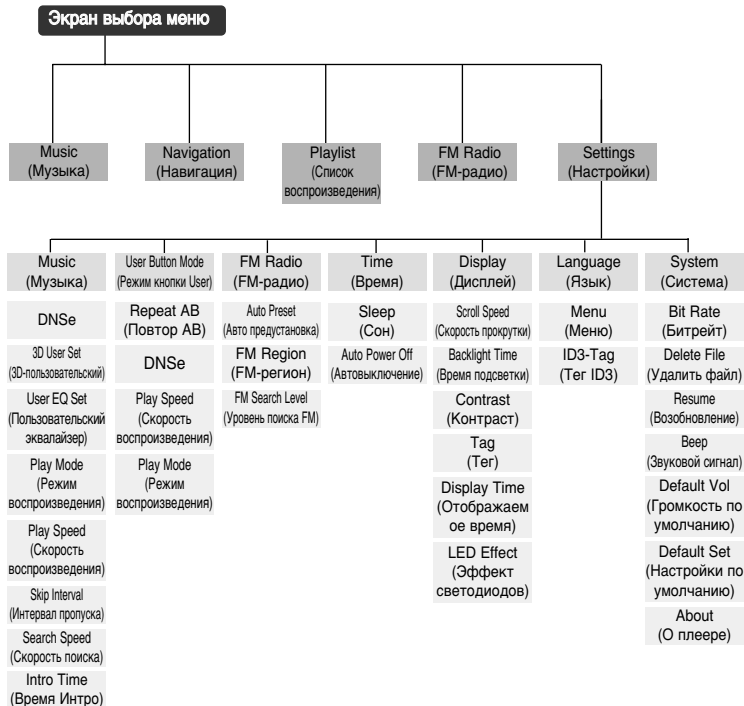 Экран выбора меню
Music
(Музыка)
Navigation
(Навигация)
Playlist
(Список
воспроизведения)
FM Radio
(FM-радио)
Settings
(Настройки)
Music
(Музыка)
DNSe
3D User Set
(3D-пользовательский)
User EQ Set
(Пользовательский
эквалайзер)
Play Mode
(Режим
воспроизведения)
Play Speed
(Скорость
воспроизведения)
Skip Interval
(Интервал пропуска)
Search Speed
(Скорость поиска)
Intro Time
(Время Интро)
User Button Mode
(Режим кнопки User)
Repeat AB
(Повтор AB)
DNSe
Play Speed
(Скорость
воспроизведения)
Play Mode
(Режим
воспроизведения)
FM Radio
(FM-радио)
Auto Preset
(Авто предустановка)
FM Region
(FM-регион)
FM Search Level
(Уровень поиска FM)
Time
(Время)
Sleep
(Сон)
Auto Power Off
(Автовыключение)
Display
(Дисплей)
Scroll Speed
(Скорость прокрутки)
Backlight Time
(Время подсветки)
Contrast
(Контраст)
Tag
(Тег)
Display Time
(Отображаем
ое время)
LED Effect
(Эффект
светодиодов)
Language
(Язык)
Menu
(Меню)
ID3-Tag
(Тег ID3)
System
(Система)
Bit Rate
(Битрейт)
Delete File
(Удалить файл)
Resume
(Возобновление)
Beep
(Звуковой сигнал)
Default Vol
(Громкость по
умолчанию)
Default Set
(Настройки по
умолчанию)
About
(О плеере)